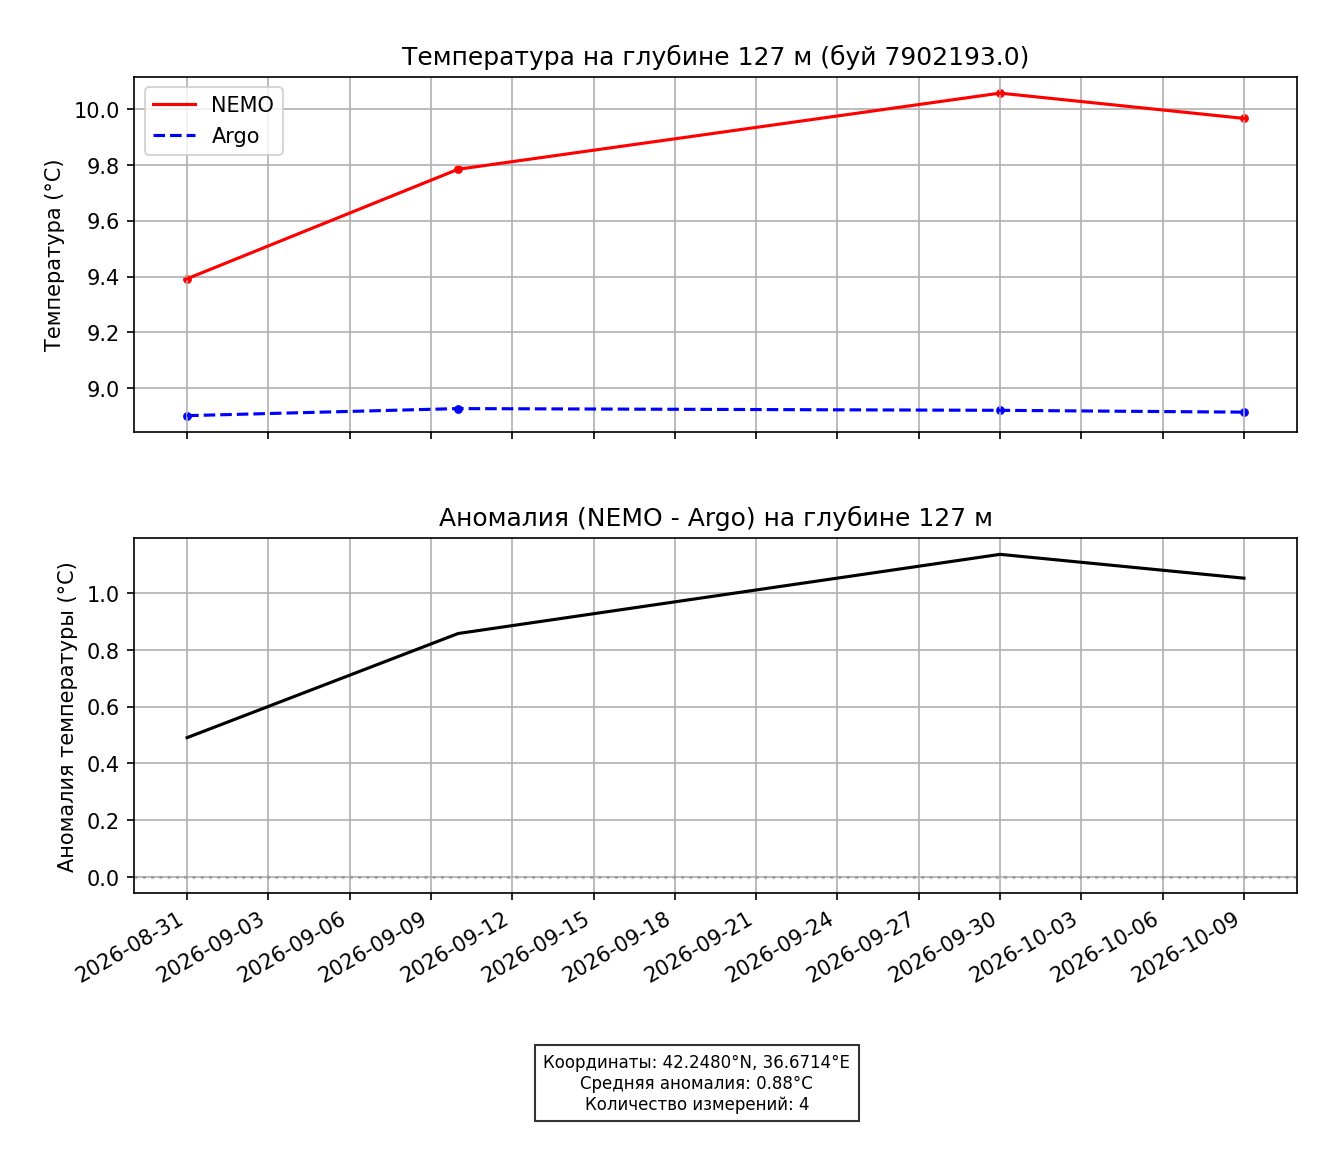 Температура на глубине 127 м (буй 7902193.0)
NEMO
Argo
Температура (°C)
10.0
9.8
9.6
9.4
9.2
9.0
Аномалия (NEMO - Argo) на глубине 127 м
Аномалия температуры (°C)
1.0
0.8
0.6
0.4
0.2
0.0
2026-08-31
2026-09-03
2026-09-06
2026-09-09
2026-09-12
2026-09-15
2026-09-18
2026-09-21
2026-09-24
2026-09-27
2026-09-30
2026-10-03
2026-10-06
2026-10-09
Координаты: 42.2480°N, 36.6714°E
Средняя аномалия: 0.88°C
Количество измерений: 4